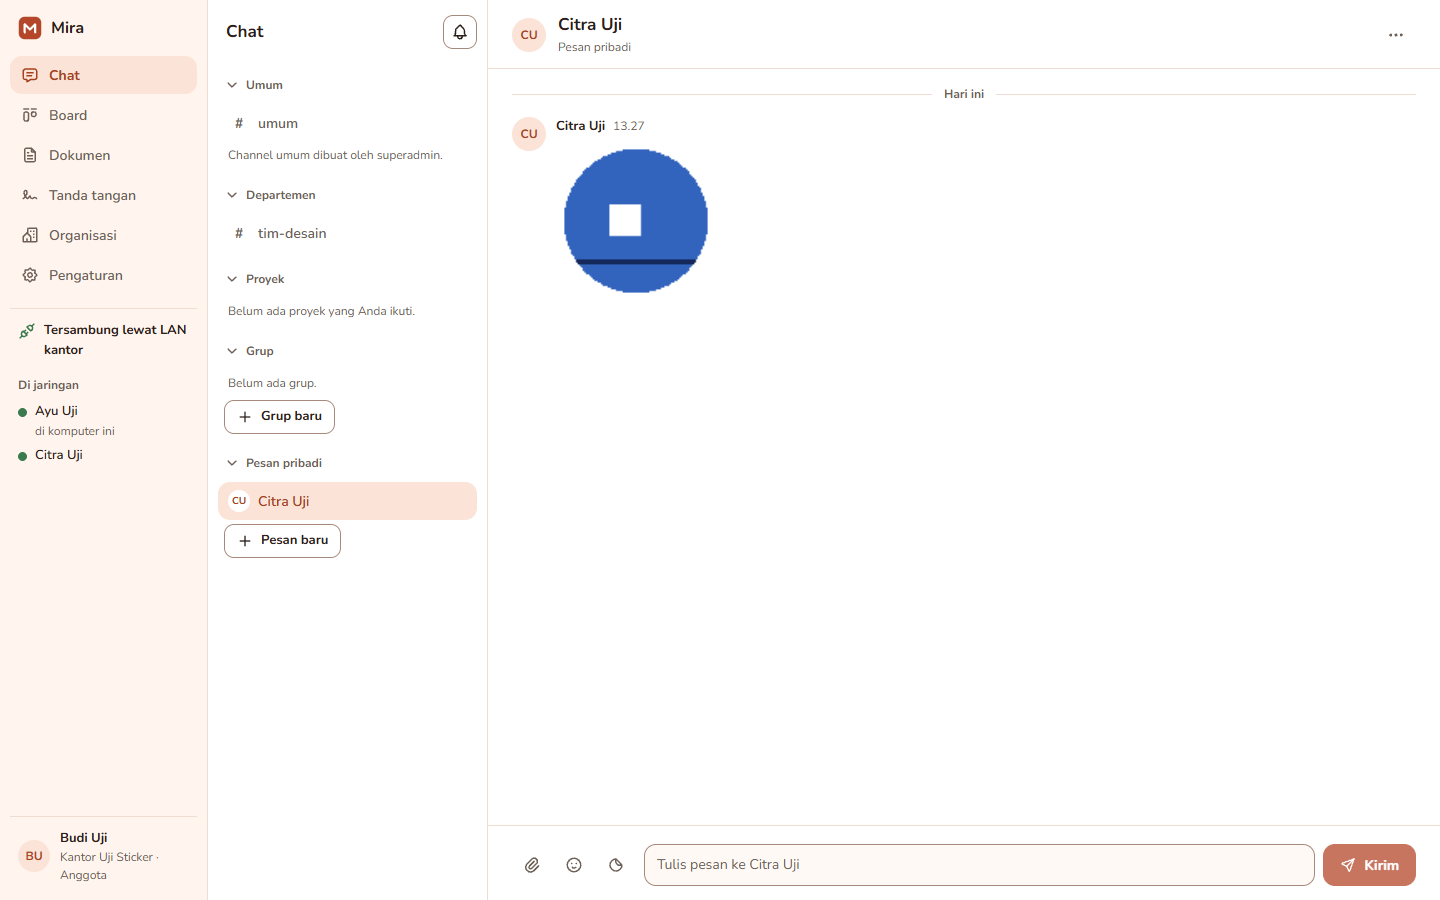 Mira
Chat
Board
Dokumen
Tanda tangan
Organisasi
Pengaturan
Tersambung lewat LAN
kantor
Di jaringan
Ayu Uji
di komputer ini
Citra Uji
BU
Budi Uji
Kantor Uji Sticker ·
Anggota
Chat
Umum
# umum
Channel umum dibuat oleh superadmin.
Departemen
# tim-desain
Proyek
Belum ada proyek yang Anda ikuti.
Grup
Belum ada grup.
+ Grup baru
Pesan pribadi
CU Citra Uji
+ Pesan baru
CU
Citra Uji
Pesan pribadi
Hari ini
CU
Citra Uji 13.27
Tulis pesan ke Citra Uji
Kirim